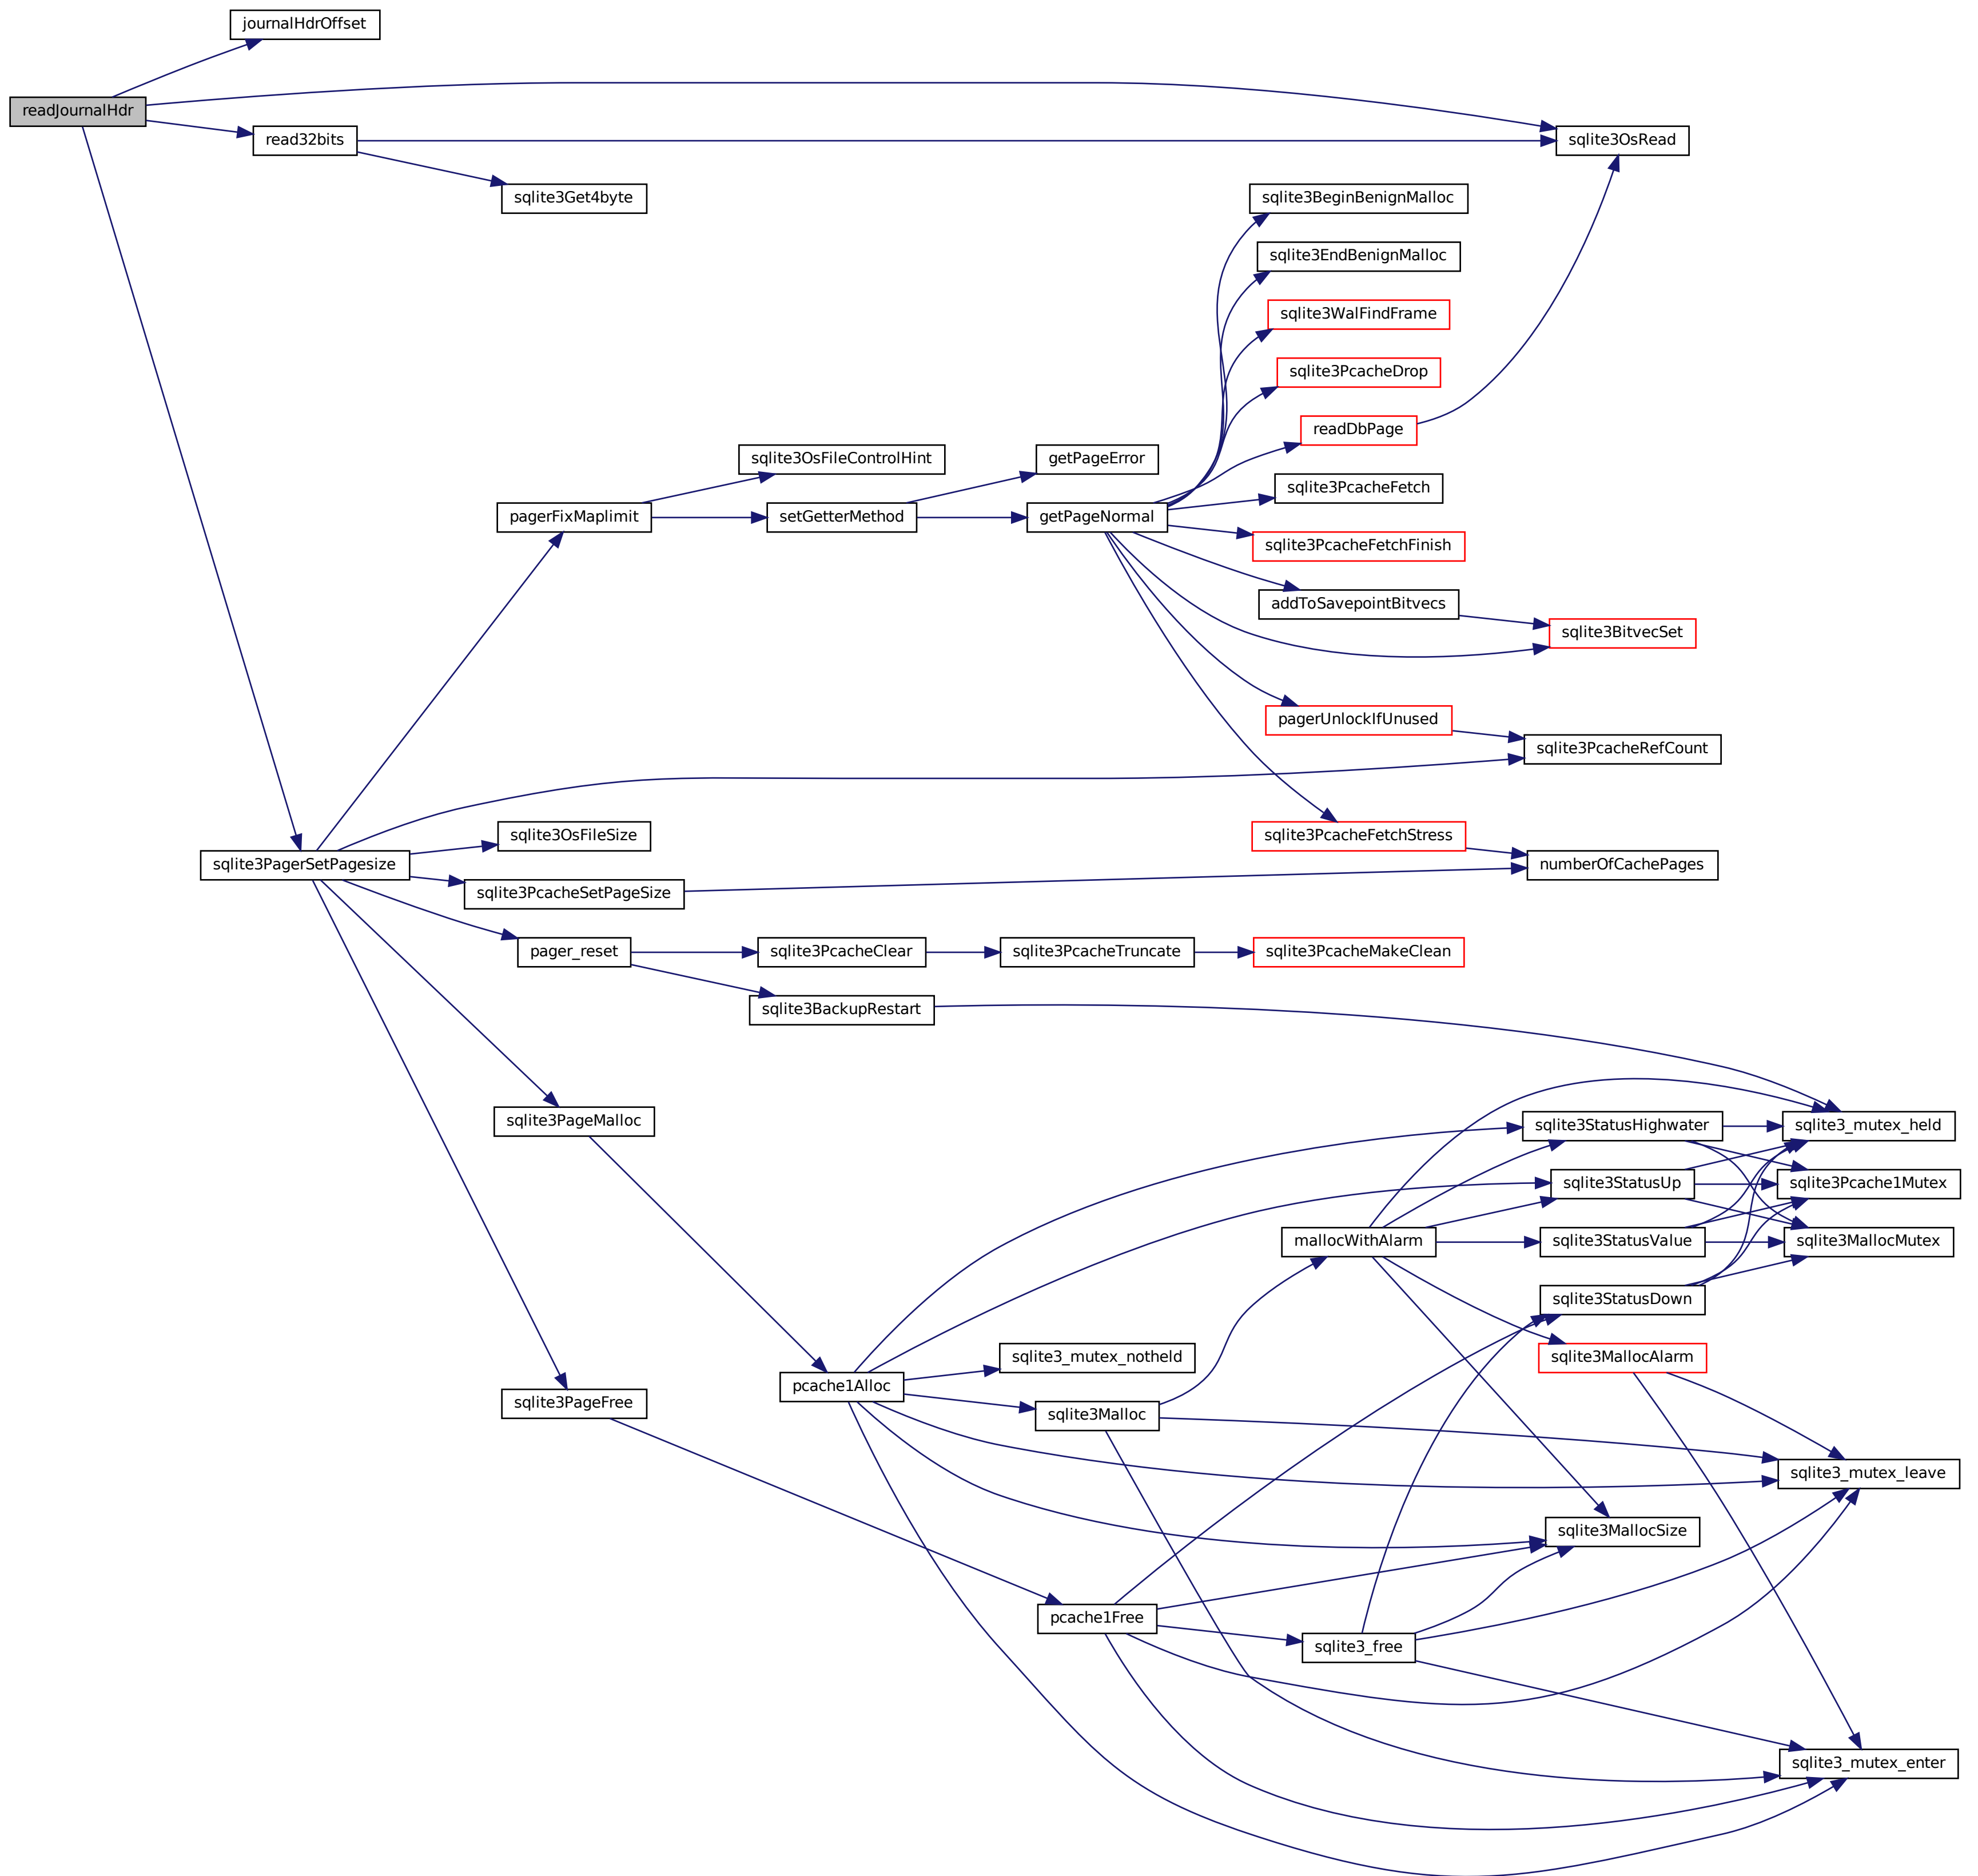 journalHdrOffset
readJournalHdr
read32bits
sqlite3OsRead
sqlite3Get4byte
sqlite3BeginBenignMalloc
sqlite3EndBenignMalloc
sqlite3WalFindFrame
sqlite3PcacheDrop
readDbPage
sqlite3OsFileControlHint
getPageError
sqlite3PcacheFetch
pagerFixMaplimit
setGetterMethod
getPageNormal
sqlite3PcacheFetchFinish
addToSavepointBitvecs
sqlite3BitvecSet
pagerUnlockIfUnused
sqlite3PcacheRefCount
sqlite3OsFileSize
sqlite3PcacheFetchStress
sqlite3PagerSetPagesize
numberOfCachePages
sqlite3PcacheSetPageSize
pager_reset
sqlite3PcacheClear
sqlite3PcacheTruncate
sqlite3PcacheMakeClean
sqlite3BackupRestart
sqlite3PageMalloc
sqlite3StatusHighwater
sqlite3_mutex_held
sqlite3StatusUp
sqlite3Pcache1Mutex
mallocWithAlarm
sqlite3StatusValue
sqlite3MallocMutex
sqlite3StatusDown
sqlite3_mutex_notheld
sqlite3MallocAlarm
pcache1Alloc
sqlite3PageFree
sqlite3Malloc
sqlite3_mutex_leave
sqlite3MallocSize
pcache1Free
sqlite3_free
sqlite3_mutex_enter